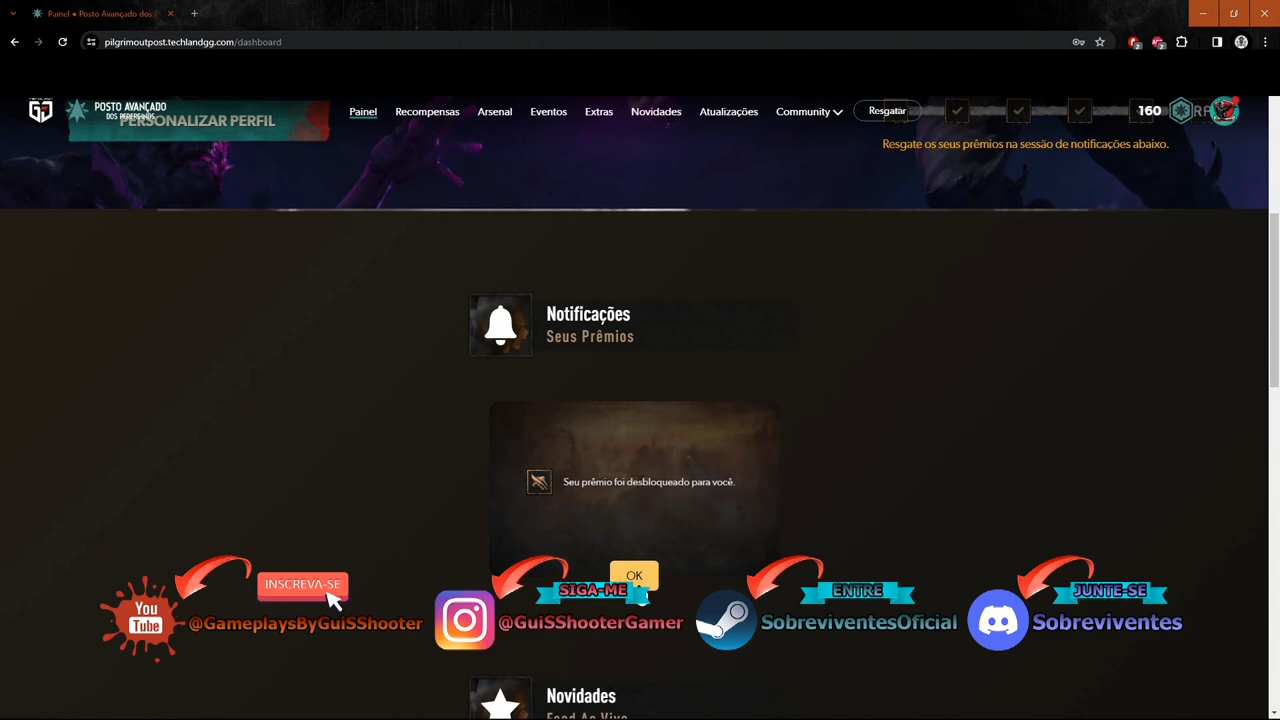 Painel • Posto Avançado dos
pilgrimoutpost.techlandgg.com/dashboard
POSTO AVANÇADO
DOS PEREGRINOS
PERSONALIZAR PERFIL
Painel
Recompensas
Arsenal
Eventos
Extras
Novidades
Atualizações
Community
Resgatar
160
Resgate os seus prêmios na sessão de notificações abaixo.
Notificações
Seus Prêmios
Seu prêmio foi desbloqueado para você.
OK
INSCREVA-SE
You
Tube
@GameplaysByGuiSShooter
SIGA-ME
@GuiSShooterGamer
ENTRE
SobreviventesOficial
JUNTE-SE
Sobreviventes
Novidades
Feed Ao Vivo